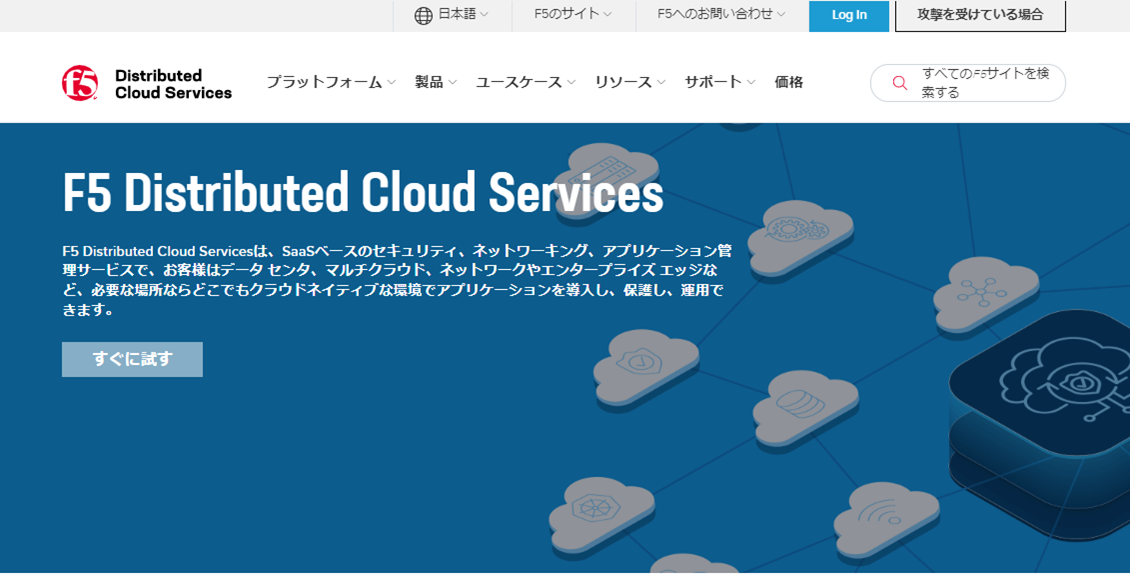 日本語
F5のサイト
F5へのお問い合わせ
Log In
攻撃を受けている場合
f5
Distributed
Cloud Services
プラットフォーム
製品
ユースケース
リソース
サポート
価格
すべてのF5サイトを検
索する
F5 Distributed Cloud Services
F5 Distributed Cloud Servicesは、SaaSベースのセキュリティ、ネットワーキング、アプリケーション管
理サービスで、お客様はデータ センタ、マルチクラウド、ネットワークやエンタープライズ エッジな
ど、必要な場所ならどこでもクラウドネイティブな環境でアプリケーションを導入し、保護し、運用で
きます。
すぐに試す